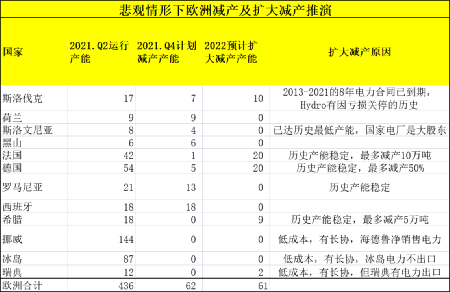 悲观情形下欧洲减产及扩大减产推演
国家 2021.Q2运行产能 2021.Q4计划减产产能 2022预计扩大减产产能 扩大减产原因
斯洛伐克 17 7 10 2013-2021的8年电力合同已到期，Hydro有因亏损关停的历史
荷兰 9 9 0
斯洛文尼亚 8 4 0 已达历史最低产能，国家电厂是大股东
黑山 6 6 0
法国 42 1 20 历史产能稳定，最多减产10万吨
德国 54 5 20 历史产能稳定，最多减产50%
罗马尼亚 21 13 0 历史产能稳定
西班牙 18 18 0
希腊 18 0 9 历史产能稳定，最多减产5万吨
挪威 144 0 0 低成本，有长协，海德鲁净销售电力
冰岛 87 0 0 低成本，有长协，冰岛电力不出口
瑞典 12 0 2 低成本，有长协，但瑞典有电力出口
欧洲合计 436 62 61